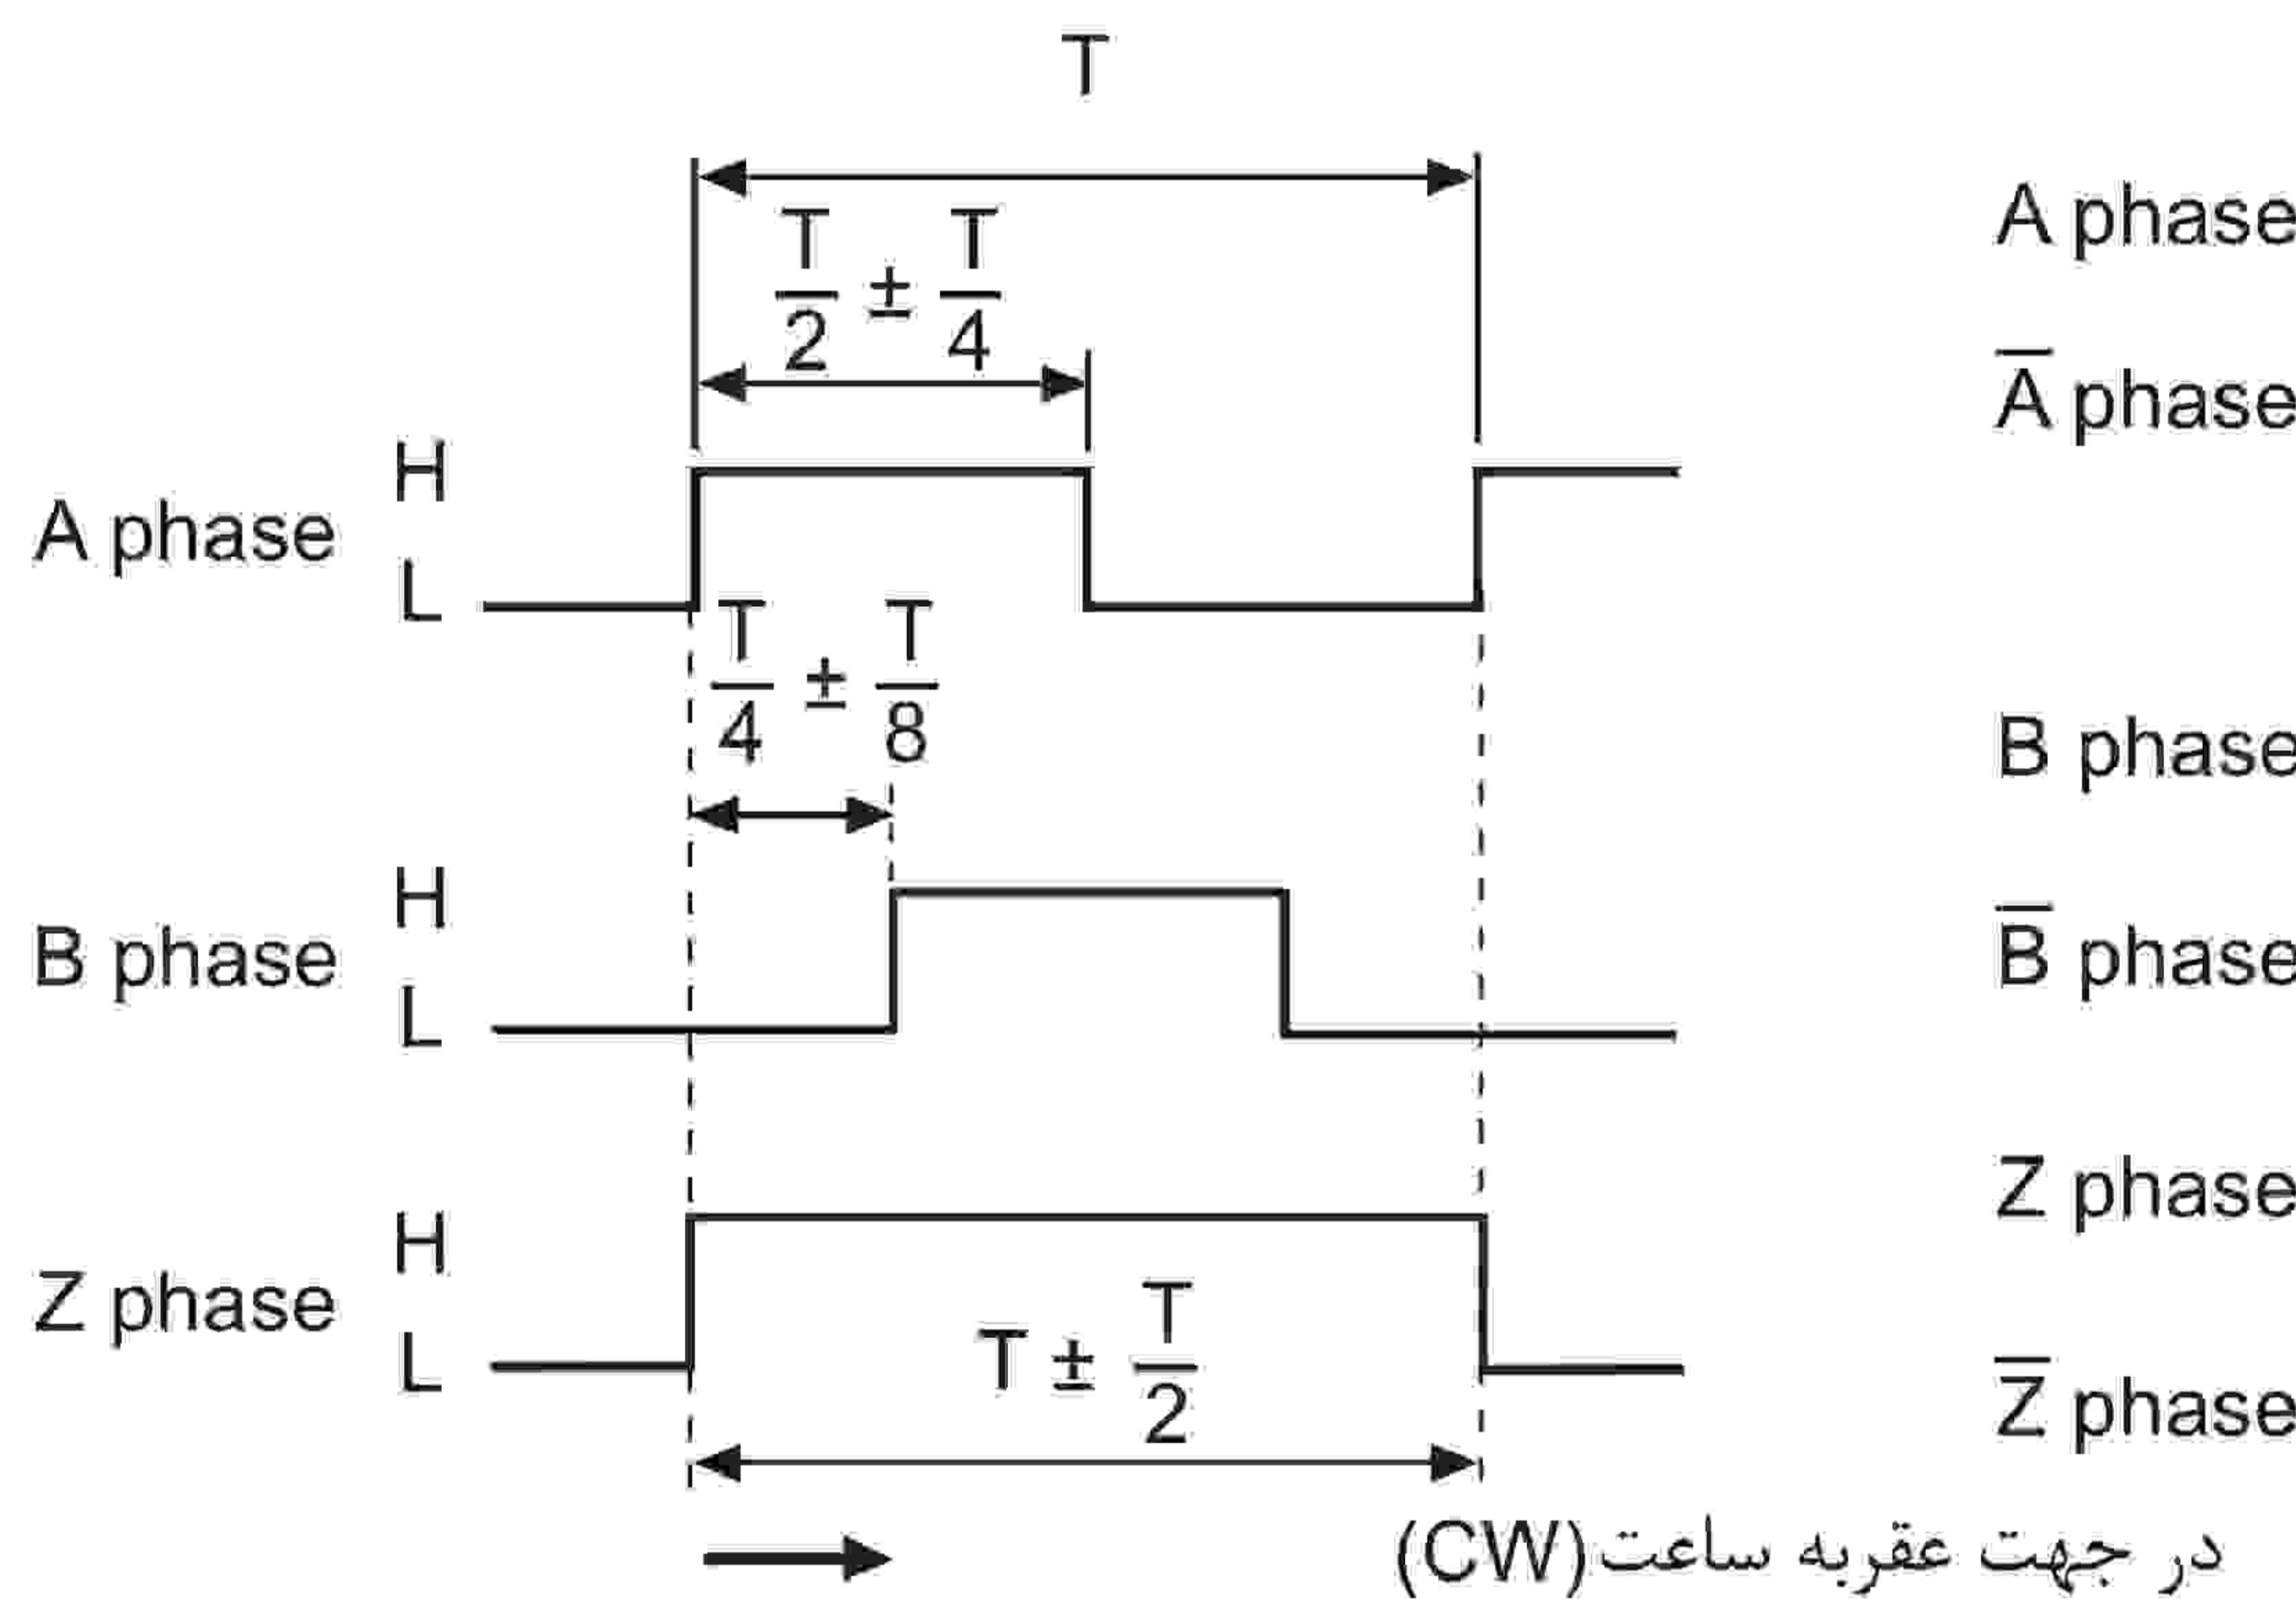 T
T/2 ± T/4
A phase
H
L
T/4 ± T/8
B phase
H
L
Z phase
H
L
T ± T/2
در جهت عقربه ساعت (CW)
A phase
A̅ phase
B phase
B̅ phase
Z phase
Z̅ phase